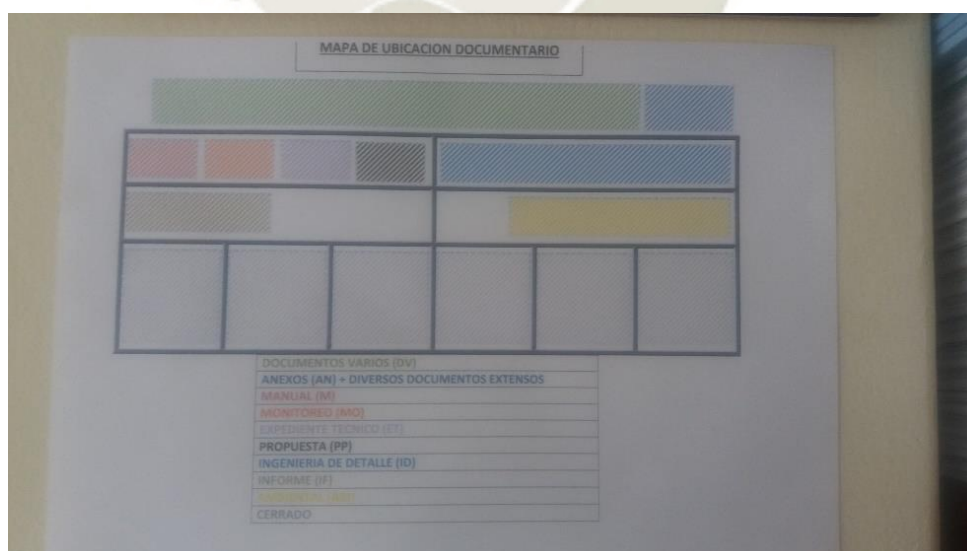 MAPA DE UBICACION DOCUMENTARIO
DOCUMENTOS VARIOS (DV)
ANEXOS (AN) + DIVERSOS DOCUMENTOS EXTENSOS
MANUAL (M)
MONITOREO (MO)
EXPEDIENTE TECNICO (ET)
PROPUESTA (PP)
INGENIERIA DE DETALLE (ID)
INFORME (IF)
AMBIENTAL
CERRADO